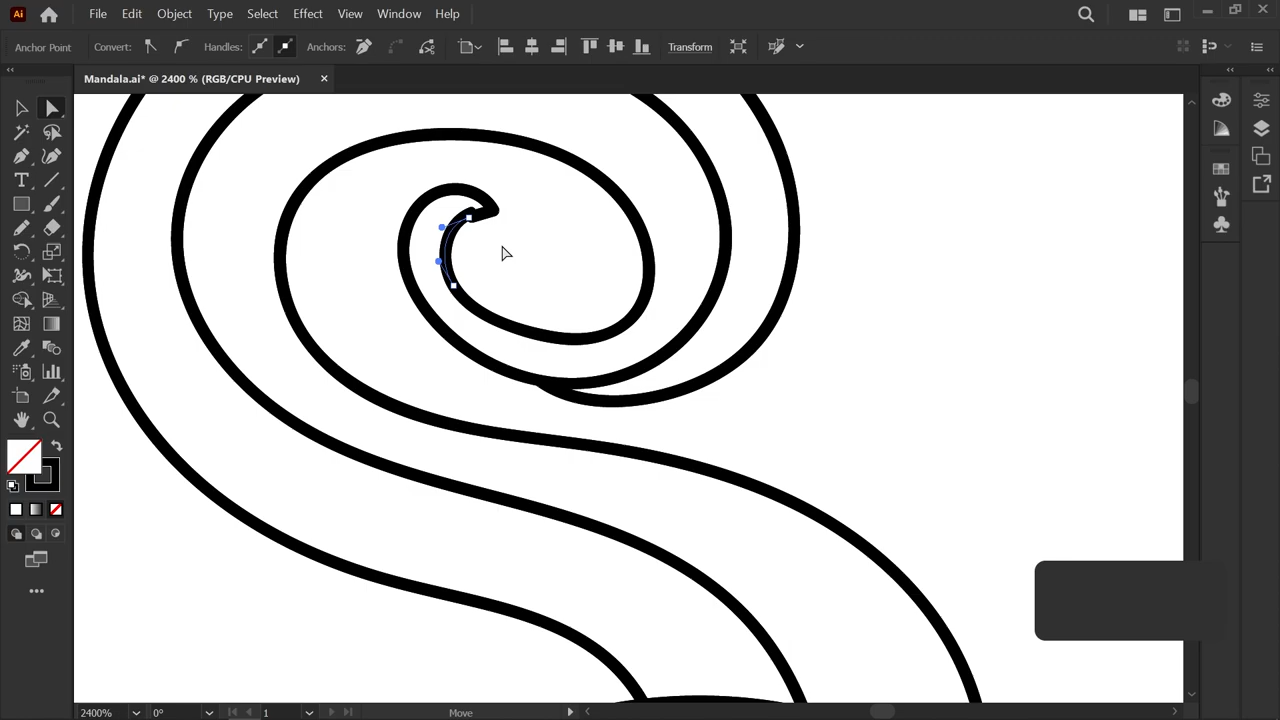 Ai File Edit Object Type Select Effect View Window Help
Anchor Point Convert: Handles: Anchors: Transform
Mandala.ai* @ 2400 % (RGB/CPU Preview) ×
T
2400% 0° 1 Move